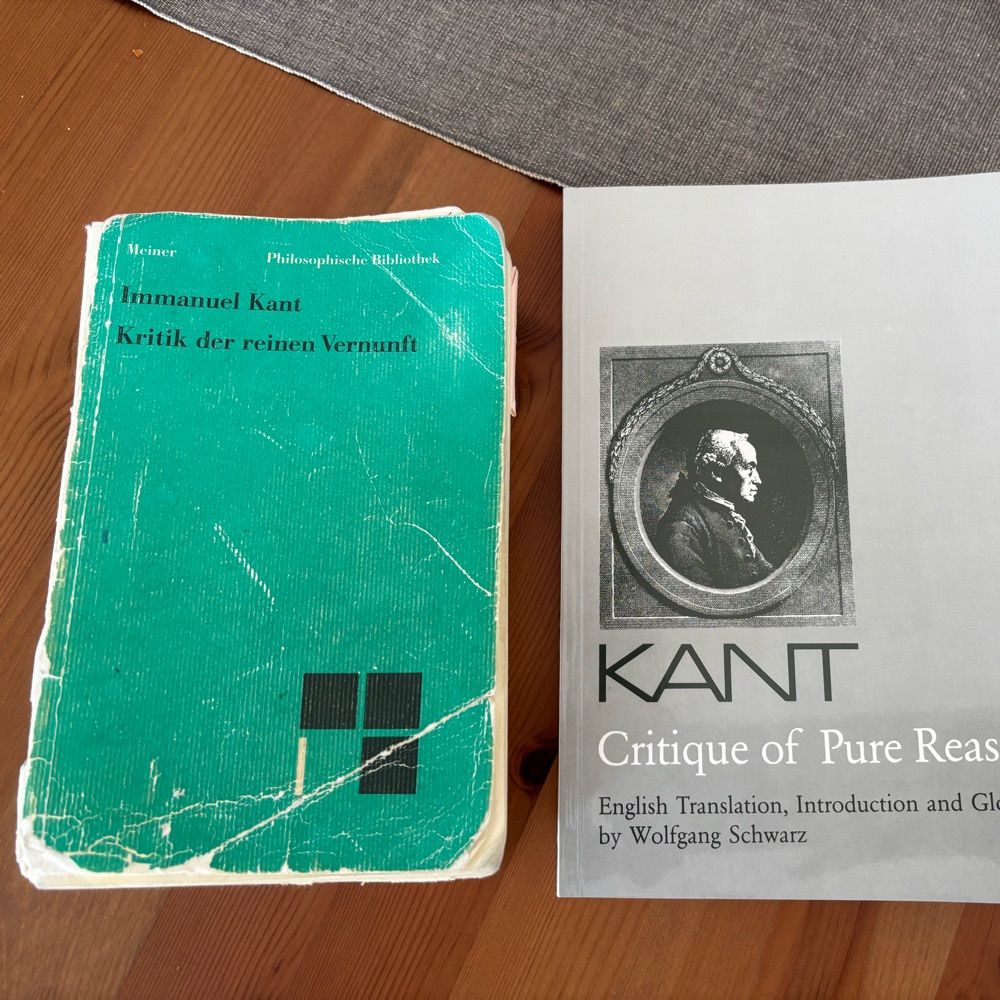 Meiner Philosophische Bibliothek
Immanuel Kant
Kritik der reinen Vernunft
KANT
Critique of Pure Reas
English Translation, Introduction and Glo
by Wolfgang Schwarz